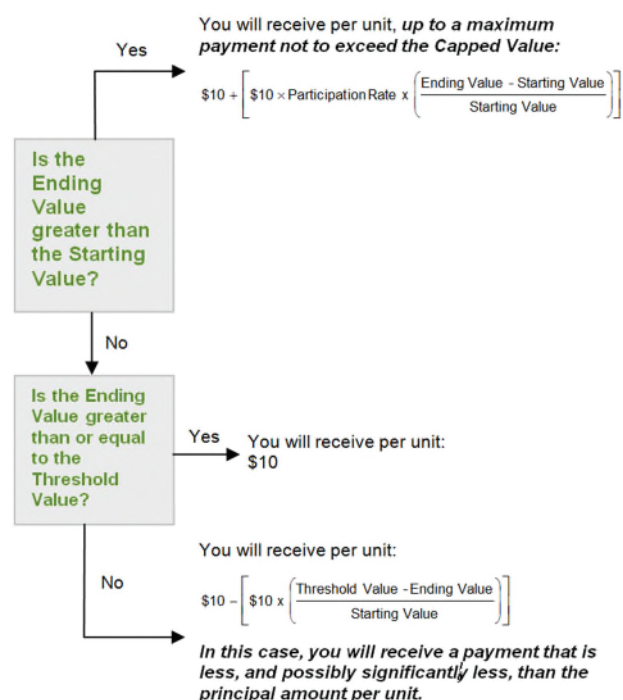 You will receive per unit, up to a maximum
payment not to exceed the Capped Value:
Yes
$10 + [ $10 × Participation Rate x ( Ending Value - Starting Value
Starting Value ) ]
Is the
Ending
Value
greater than
the Starting
Value?
No
Is the Ending
Value greater
than or equal
to the
Threshold
Value?
Yes
You will receive per unit:
$10
You will receive per unit:
No
$10 – [ $10 x ( Threshold Value - Ending Value
Starting Value ) ]
In this case, you will receive a payment that is
less, and possibly significantly less, than the
principal amount per unit.